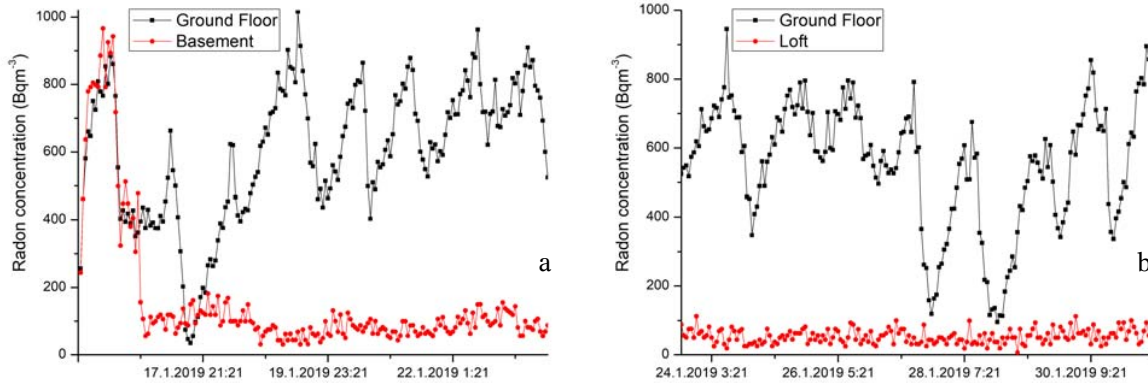 Ground Floor
Basement
Radon concentration (Bqm⁻³)
1000
800
600
400
200
0
17.1.2019 21:21
19.1.2019 23:21
22.1.2019 1:21
a
Ground Floor
Loft
Radon concentration (Bqm⁻³)
1000
800
600
400
200
0
24.1.2019 3:21
26.1.2019 5:21
28.1.2019 7:21
30.1.2019 9:21
b